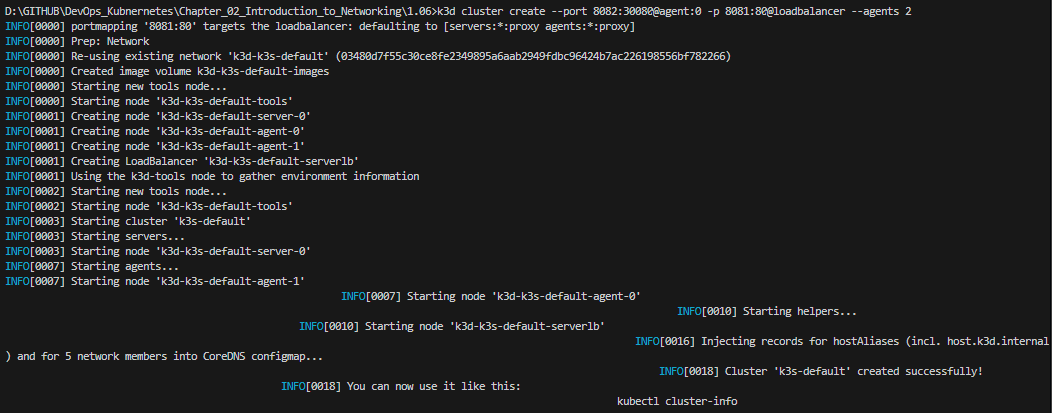 D:\GITHUB\DevOps_Kubnernetes\Chapter_02_Introduction_to_Networking\1.06>k3d cluster create --port 8082:30080@agent:0 -p 8081:80@loadbalancer --agents 2
INFO[0000] portmapping '8081:80' targets the loadbalancer: defaulting to [servers:*:proxy agents:*:proxy]
INFO[0000] Prep: Network
INFO[0000] Re-using existing network 'k3d-k3s-default' (03480d7f55c30ce8fe2349895a6aab2949fdbc96424b7ac226198556bf782266)
INFO[0000] Created image volume k3d-k3s-default-images
INFO[0000] Starting new tools node...
INFO[0000] Starting node 'k3d-k3s-default-tools'
INFO[0001] Creating node 'k3d-k3s-default-server-0'
INFO[0001] Creating node 'k3d-k3s-default-agent-0'
INFO[0001] Creating node 'k3d-k3s-default-agent-1'
INFO[0001] Creating LoadBalancer 'k3d-k3s-default-serverlb'
INFO[0001] Using the k3d-tools node to gather environment information
INFO[0002] Starting new tools node...
INFO[0002] Starting node 'k3d-k3s-default-tools'
INFO[0003] Starting cluster 'k3s-default'
INFO[0003] Starting servers...
INFO[0003] Starting node 'k3d-k3s-default-server-0'
INFO[0007] Starting agents...
INFO[0007] Starting node 'k3d-k3s-default-agent-1'
INFO[0007] Starting node 'k3d-k3s-default-agent-0'
INFO[0010] Starting helpers...
INFO[0010] Starting node 'k3d-k3s-default-serverlb'
INFO[0016] Injecting records for hostAliases (incl. host.k3d.internal
) and for 5 network members into CoreDNS configmap...
INFO[0018] Cluster 'k3s-default' created successfully!
INFO[0018] You can now use it like this:
kubectl cluster-info